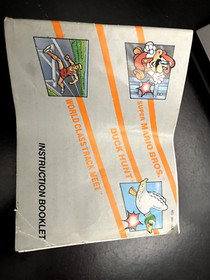 SUPER MARIO BROS.
DUCK HUNT
WORLD CLASS TRACK MEET
INSTRUCTION BOOKLET